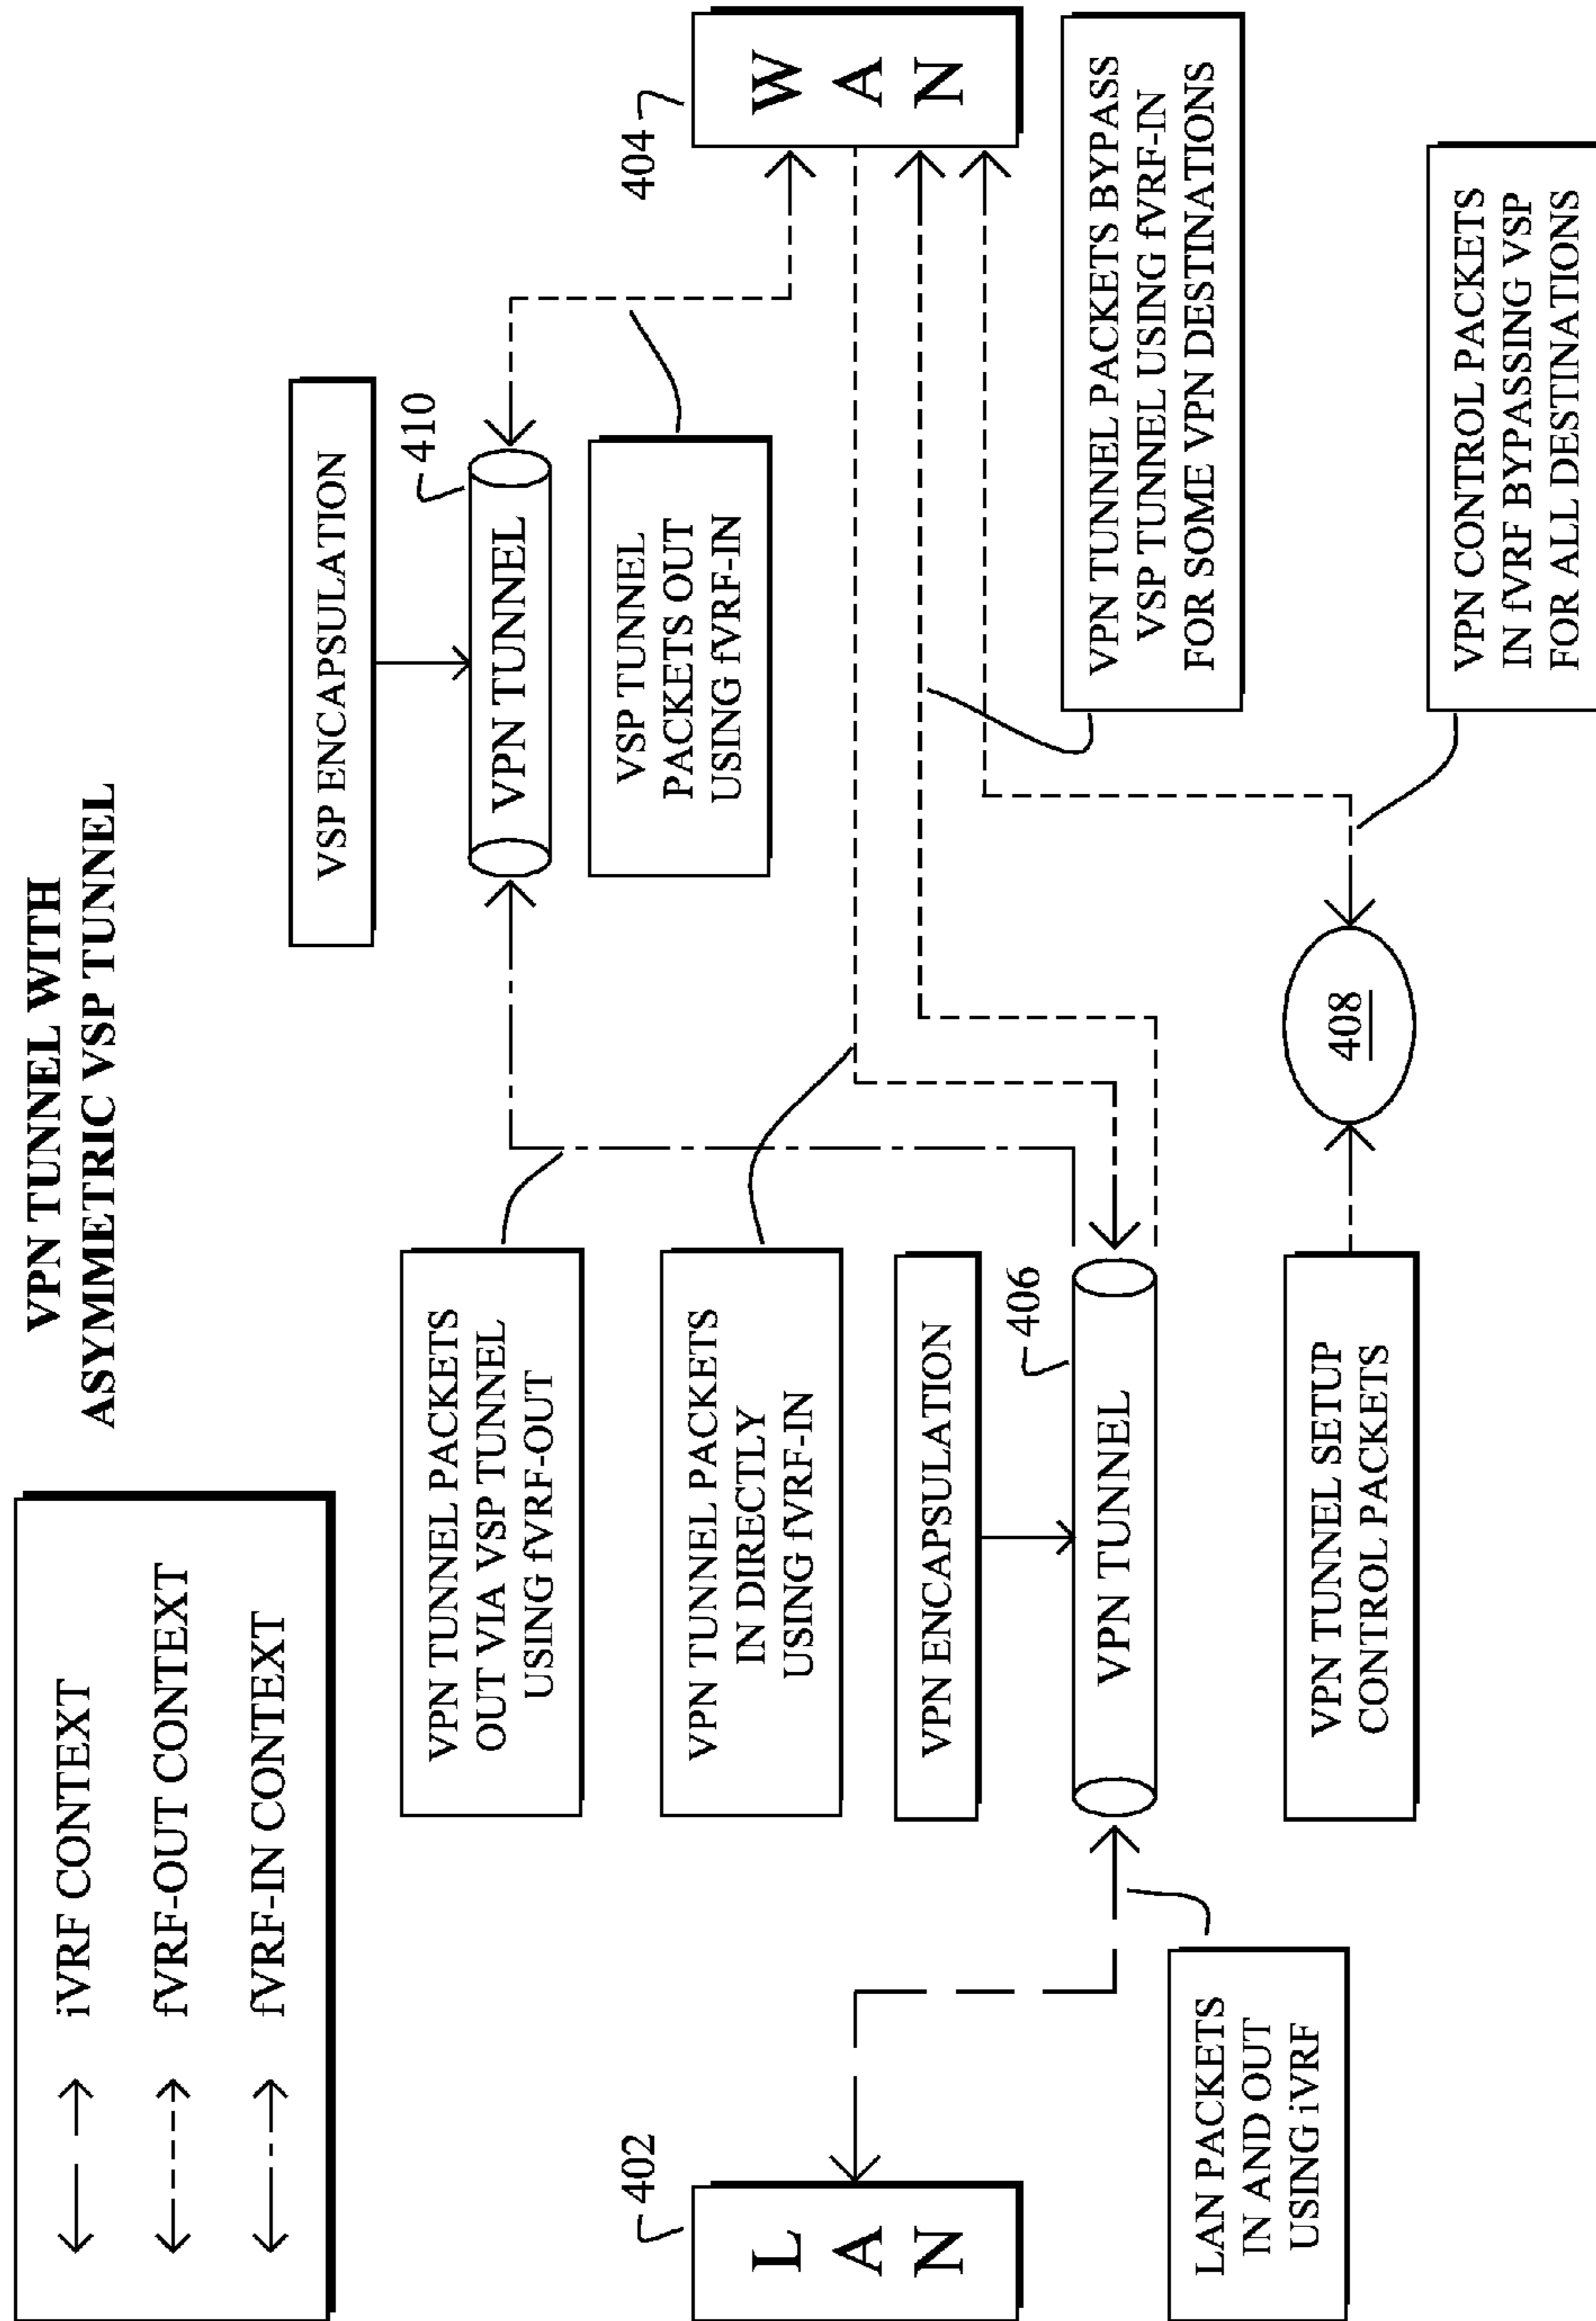 VPN TUNNEL WITH
ASYMMETRIC VSP TUNNEL
iVRF CONTEXT
fVRF-OUT CONTEXT
fVRF-IN CONTEXT
VSP ENCAPSULATION
410
VPN TUNNEL
VPN TUNNEL PACKETS
OUT VIA VSP TUNNEL
USING fVRF-OUT
VSP TUNNEL
PACKETS OUT
USING fVRF-IN
402
L
A
N
VPN TUNNEL PACKETS
IN DIRECTLY
USING fVRF-IN
404
W
A
N
VPN ENCAPSULATION
406
VPN TUNNEL
VPN TUNNEL PACKETS BYPASS
VSP TUNNEL USING fVRF-IN
FOR SOME VPN DESTINATIONS
LAN PACKETS
IN AND OUT
USING iVRF
VPN TUNNEL SETUP
CONTROL PACKETS
408
VPN CONTROL PACKETS
IN fVRF BYPASSING VSP
FOR ALL DESTINATIONS